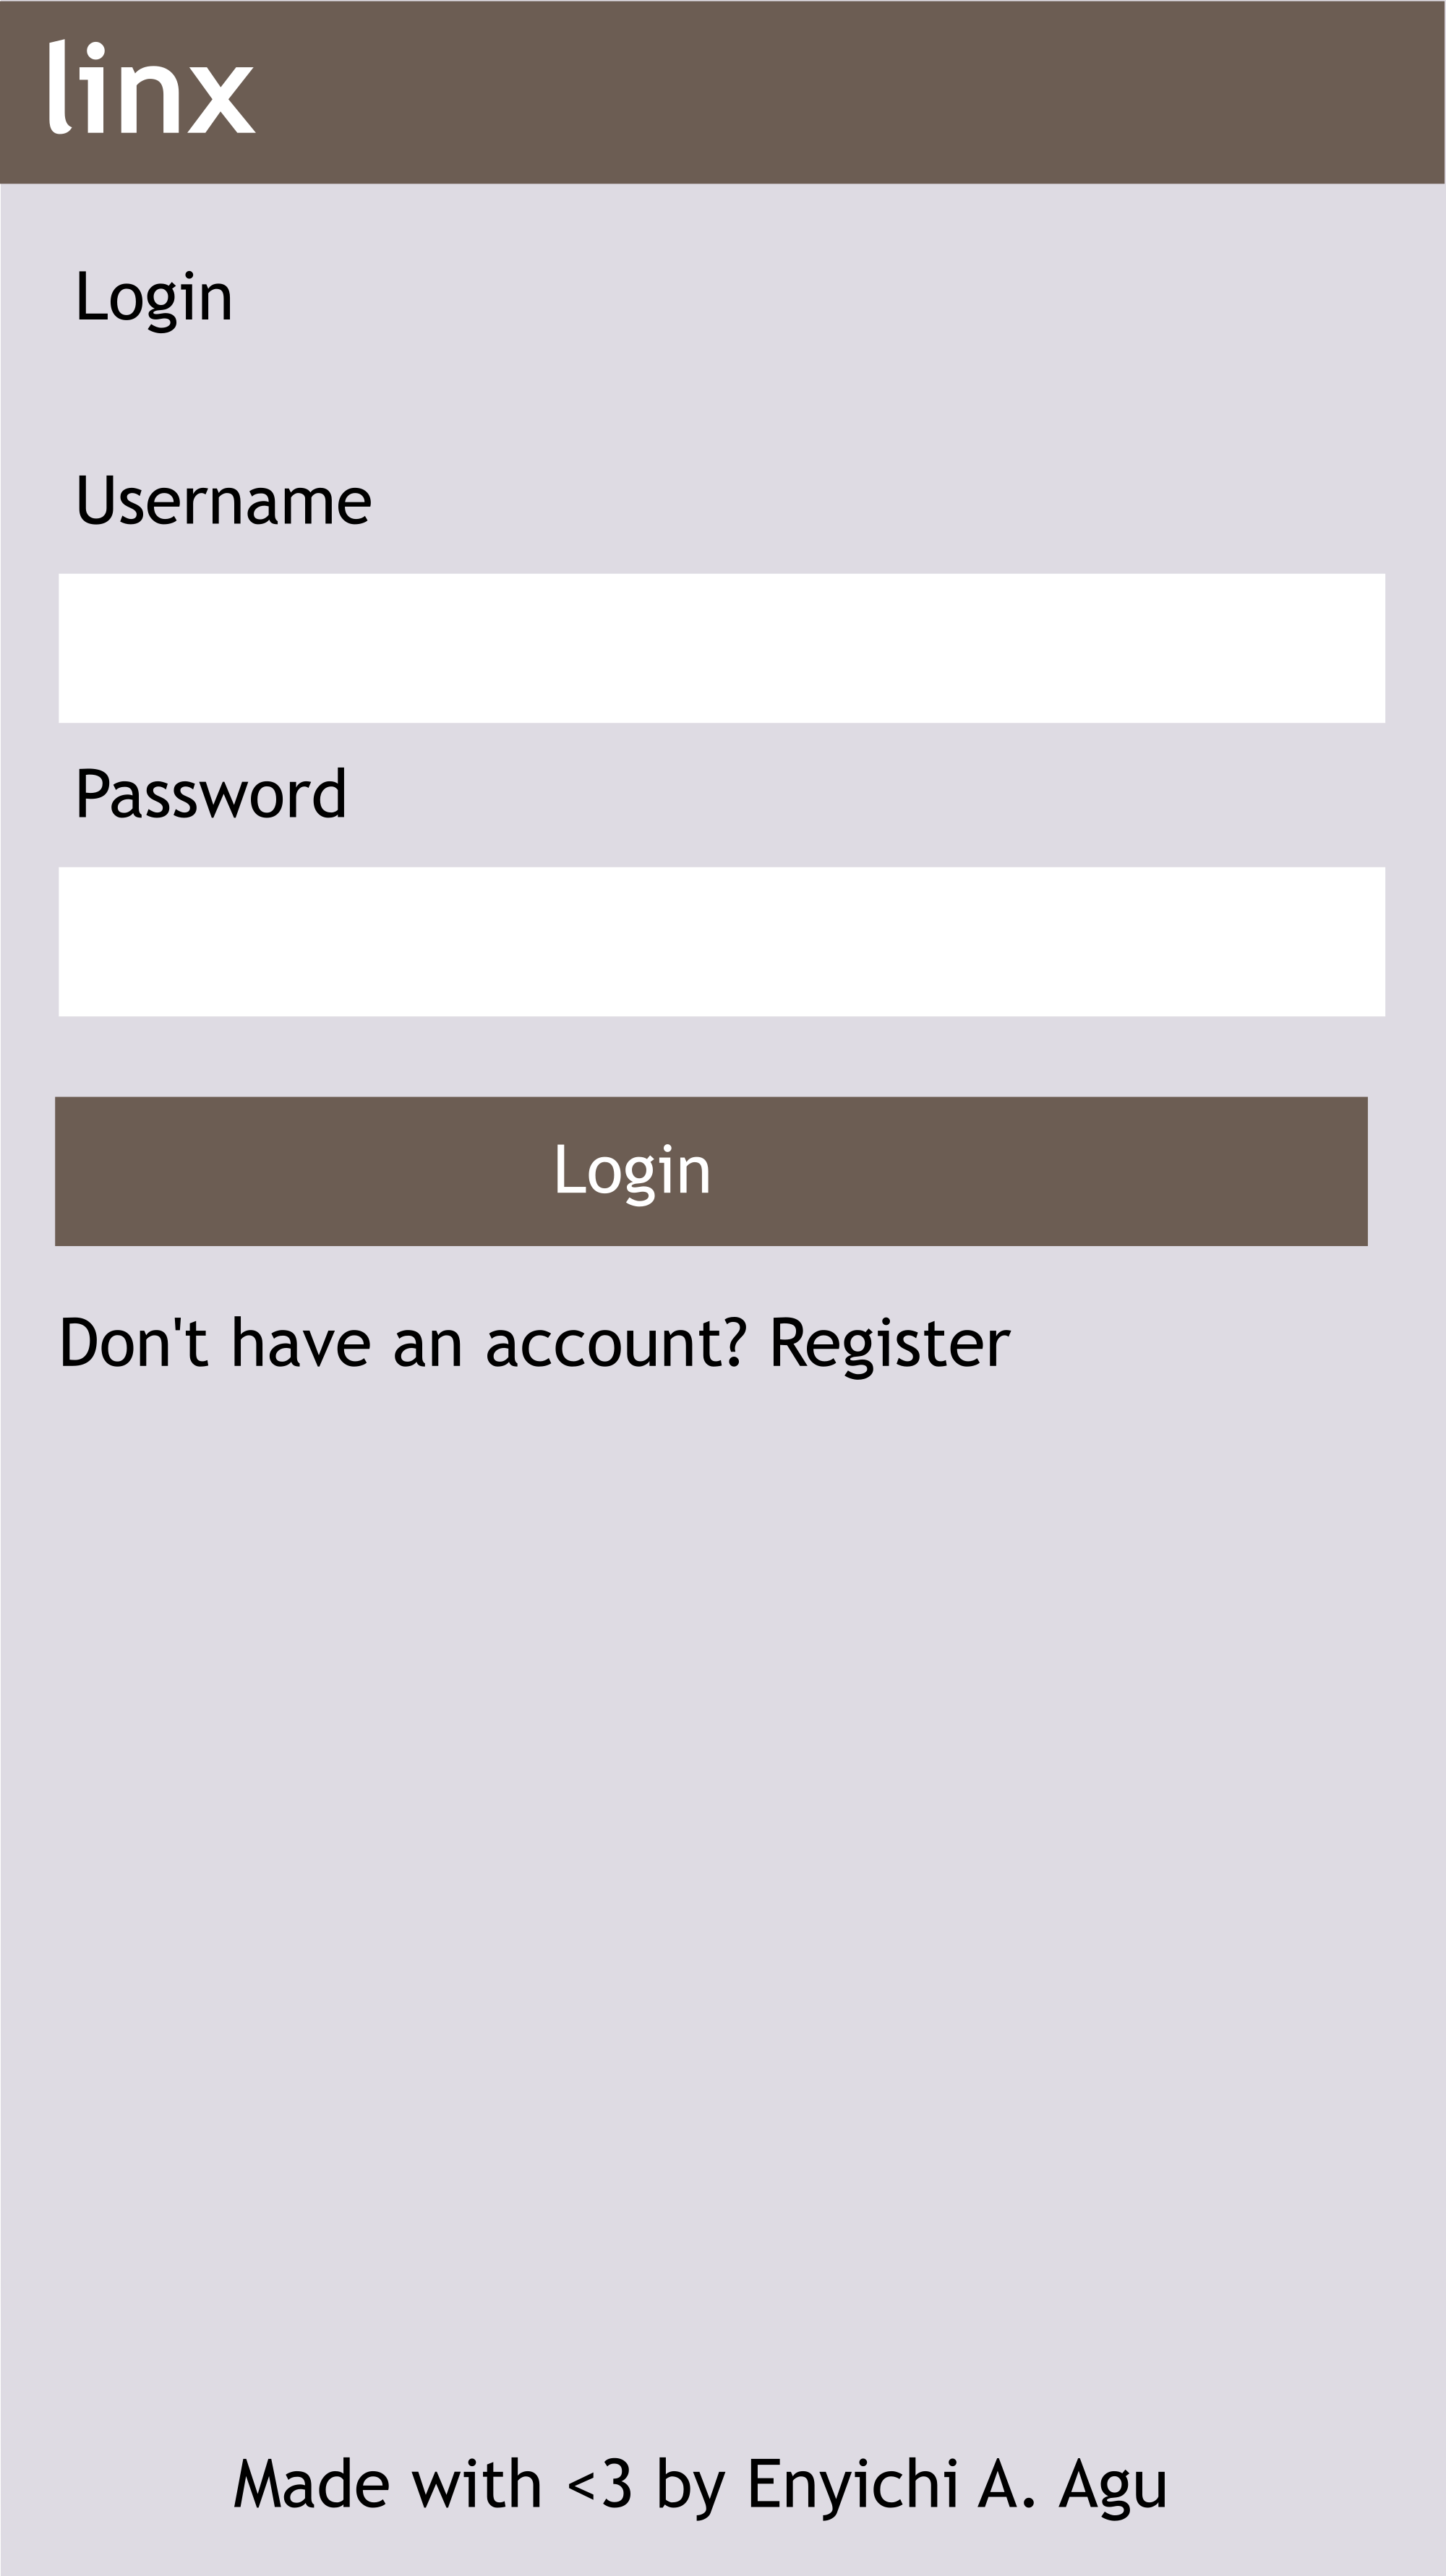 linx
Login
Username
Password
Login
Don't have an account? Register
Made with <3 by Enyichi A. Agu